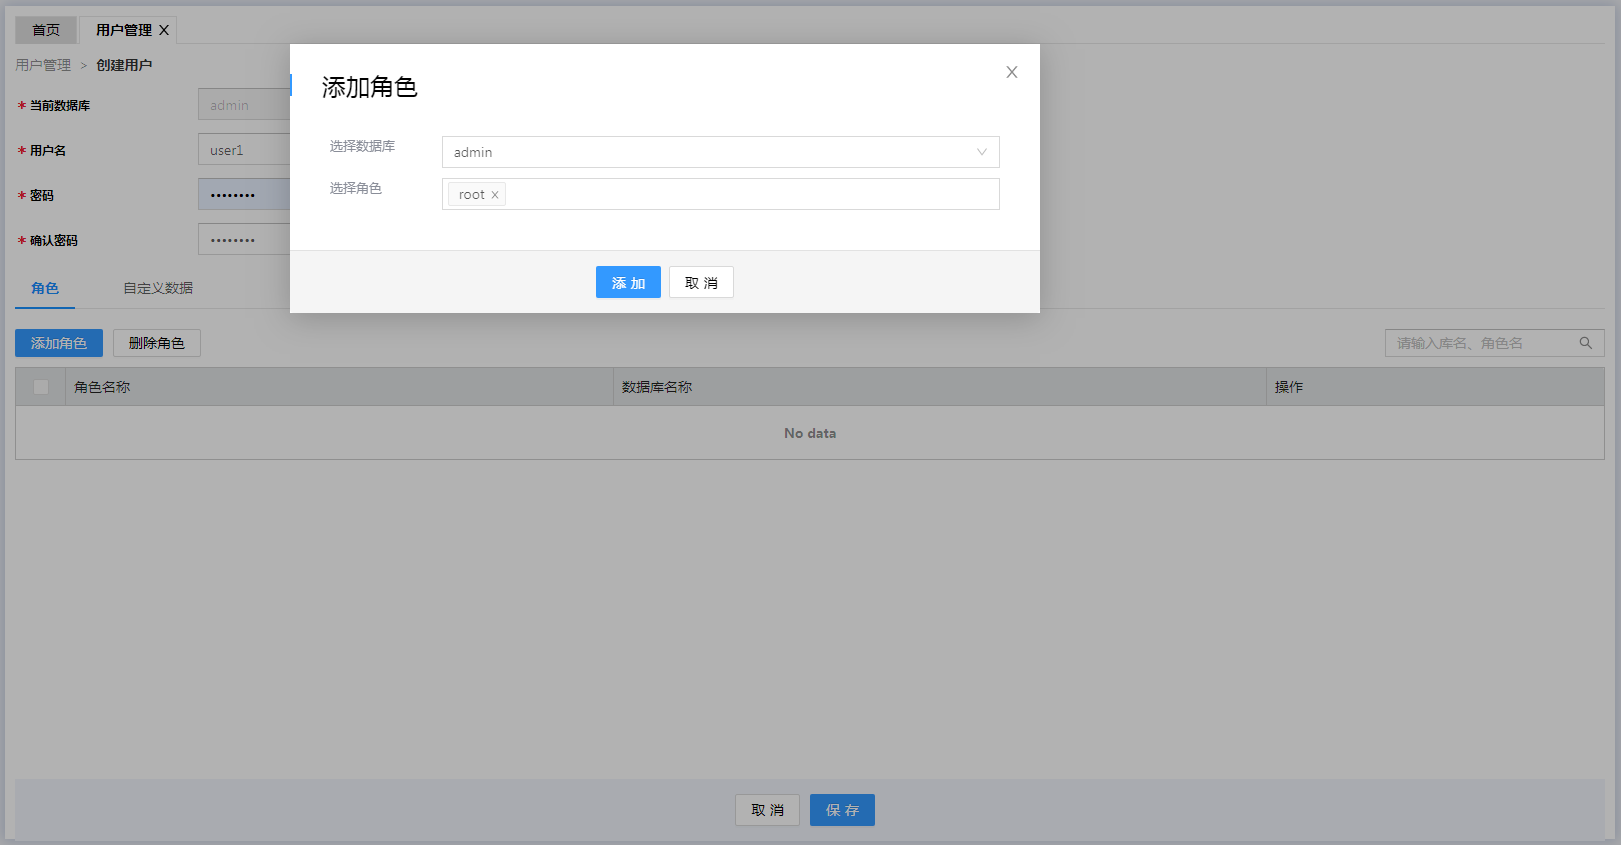 首页 用户管理 X
用户管理 > 创建用户
添加角色 X
* 当前数据库 admin
* 用户名 user1
* 密码 ••••••••
* 确认密码 ••••••••
选择数据库 admin
选择角色 root x
添 加 取 消
角色 自定义数据
添加角色 删除角色 请输入库名、角色名
角色名称 数据库名称 操作
No data
取 消 保 存